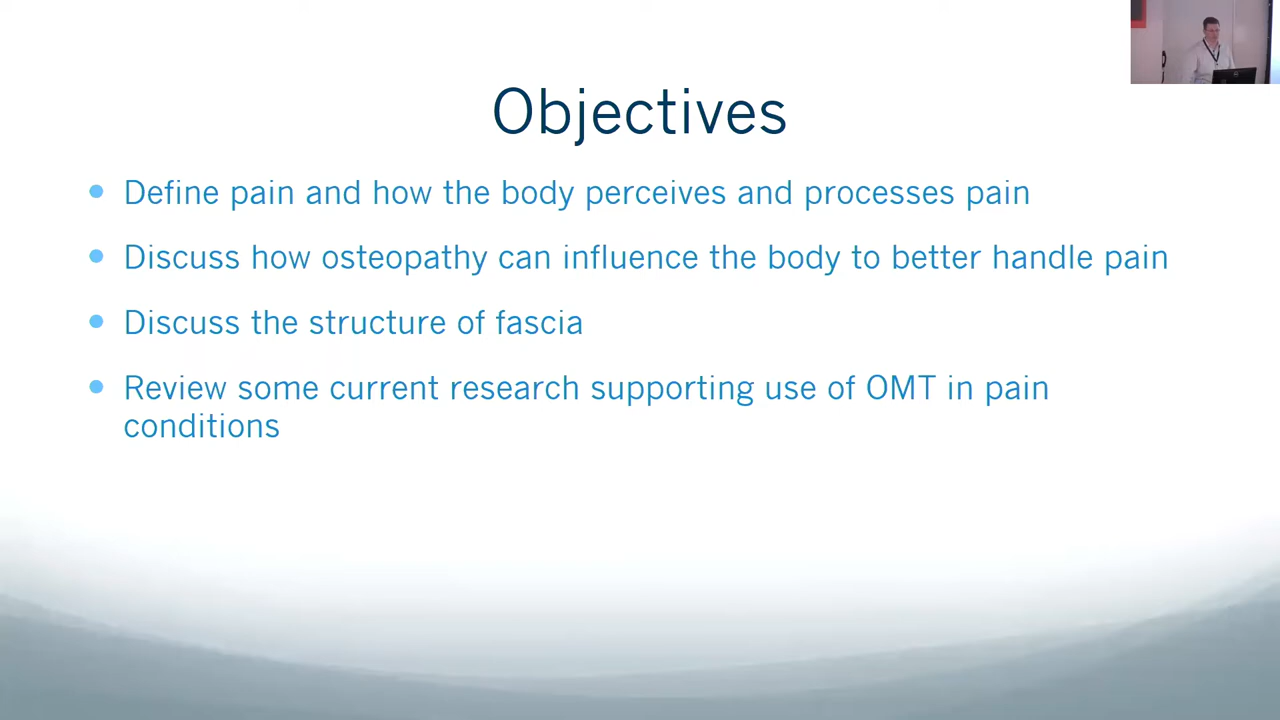 Objectives
Define pain and how the body perceives and processes pain
Discuss how osteopathy can influence the body to better handle pain
Discuss the structure of fascia
Review some current research supporting use of OMT in pain
conditions